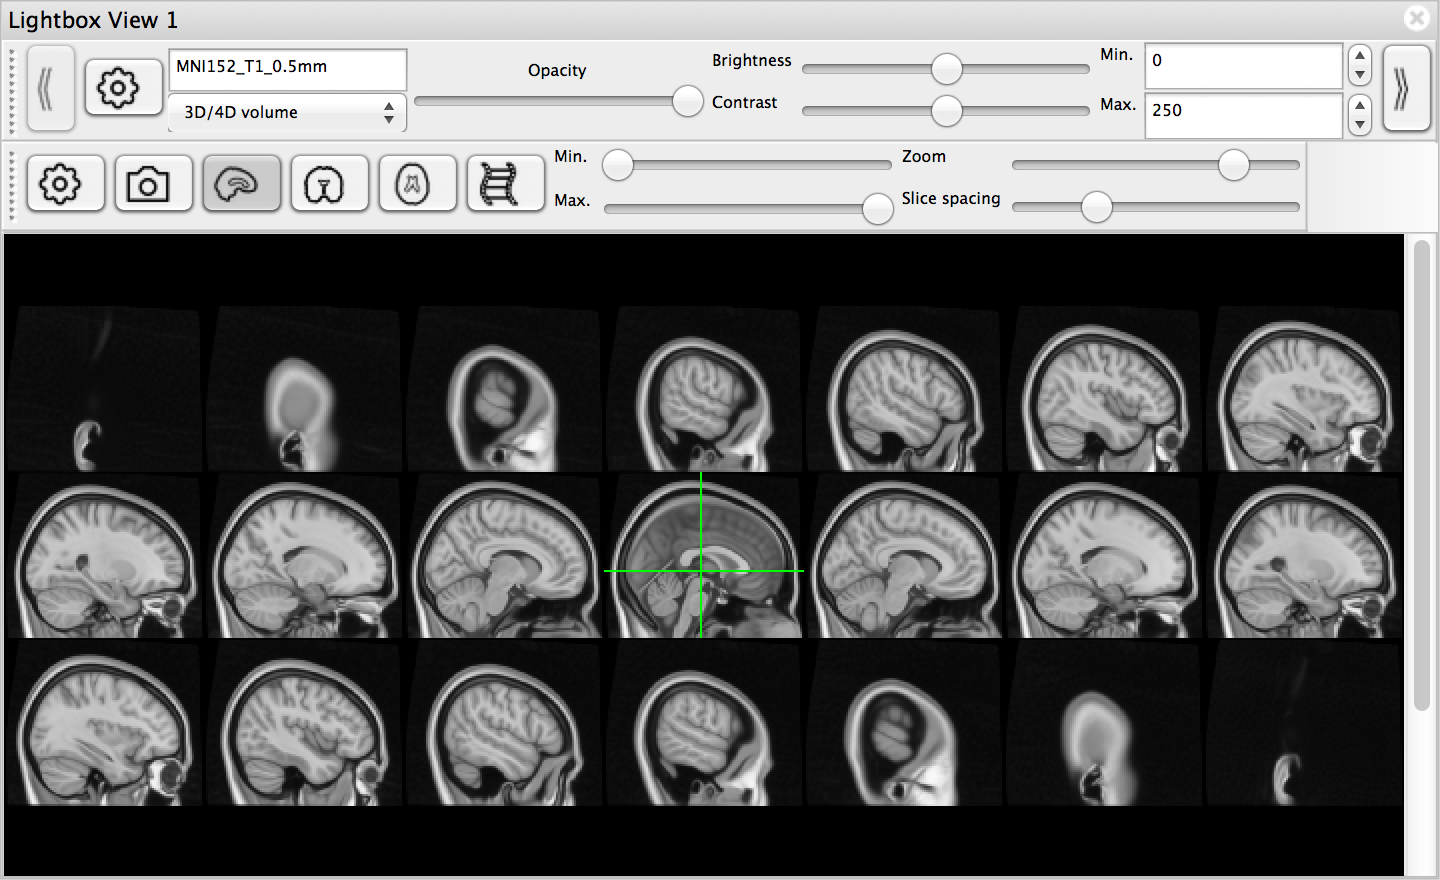 Lightbox View 1
MNI152_T1_0.5mm
3D/4D volume
Opacity
Brightness
Contrast
Min.
0
Max.
250
Min.
Max.
Zoom
Slice spacing